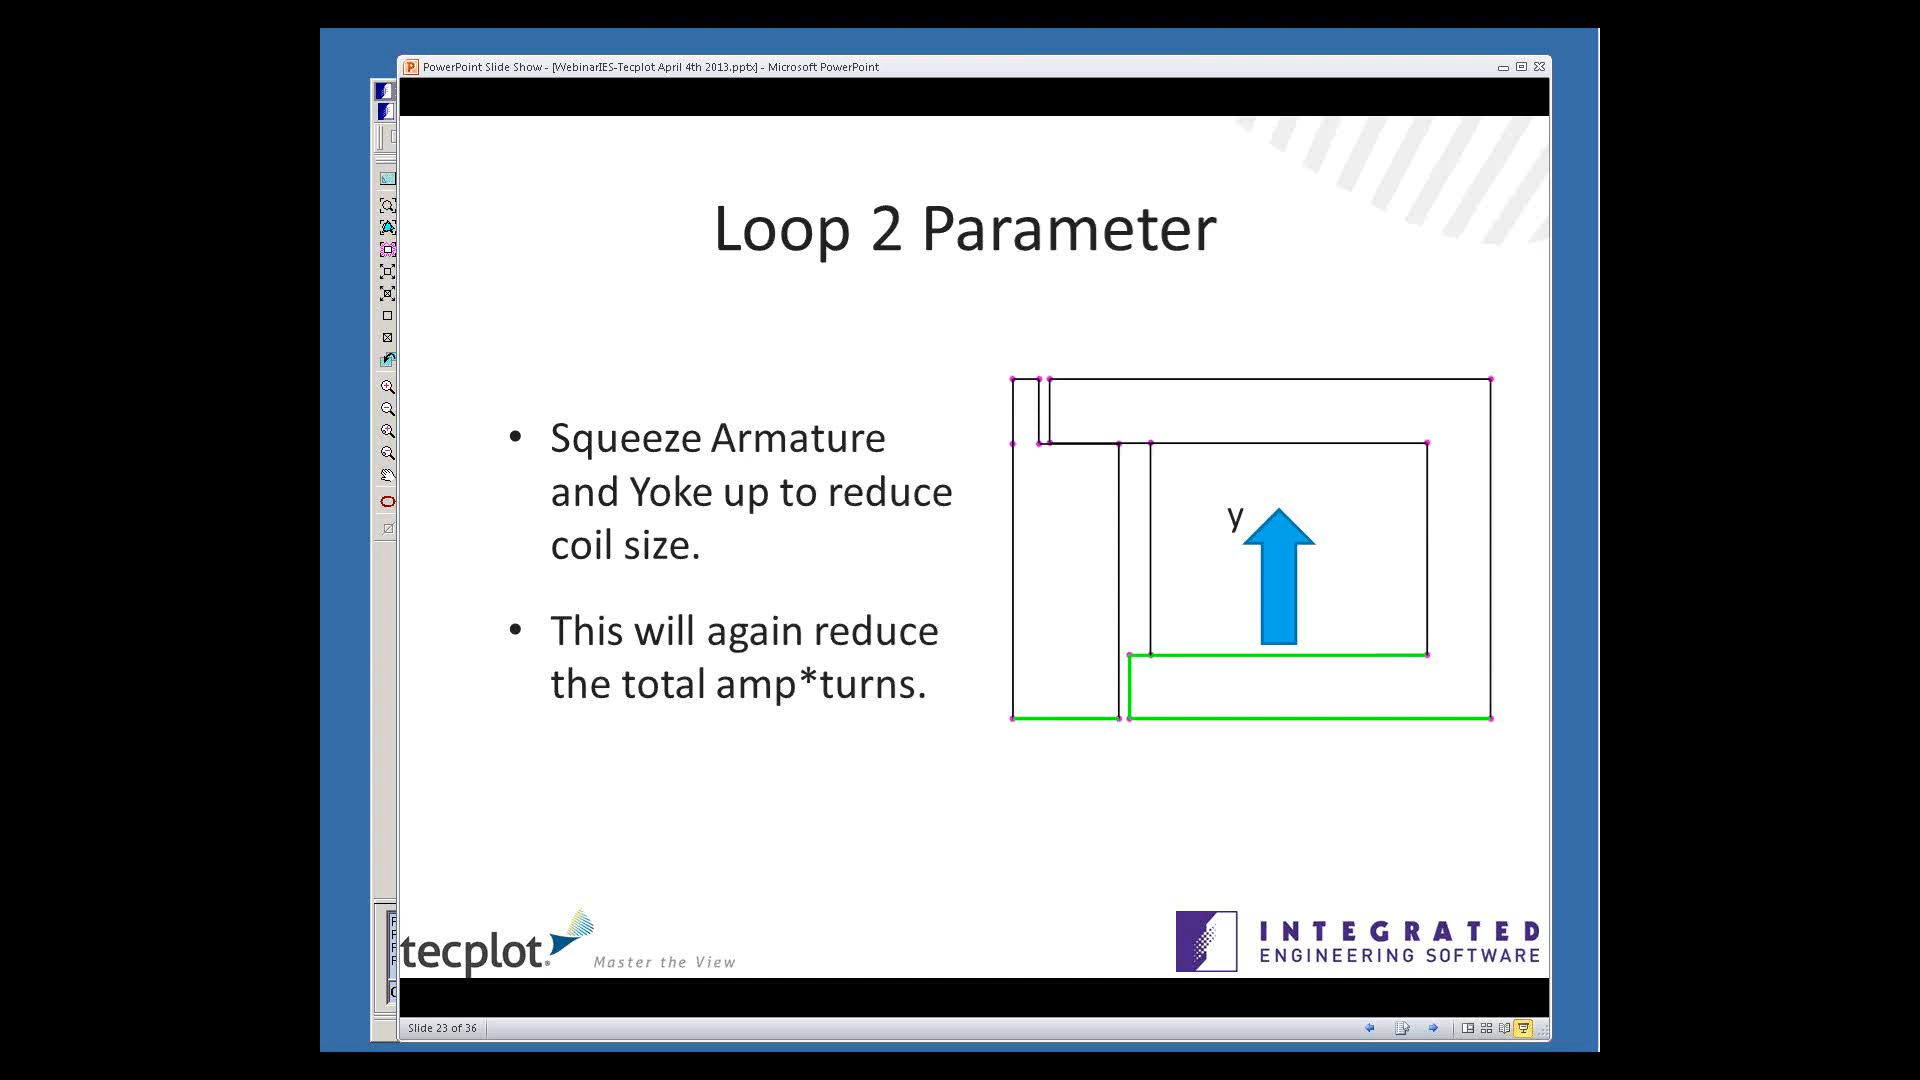 PowerPoint Slide Show - [WebinarIES-Tecplot April 4th 2013.pptx] - Microsoft PowerPoint
Loop 2 Parameter
• Squeeze Armature
and Yoke up to reduce
coil size.
• This will again reduce
the total amp*turns.
y
tecplot.
Master the View
INTEGRATED
ENGINEERING SOFTWARE
Slide 23 of 36